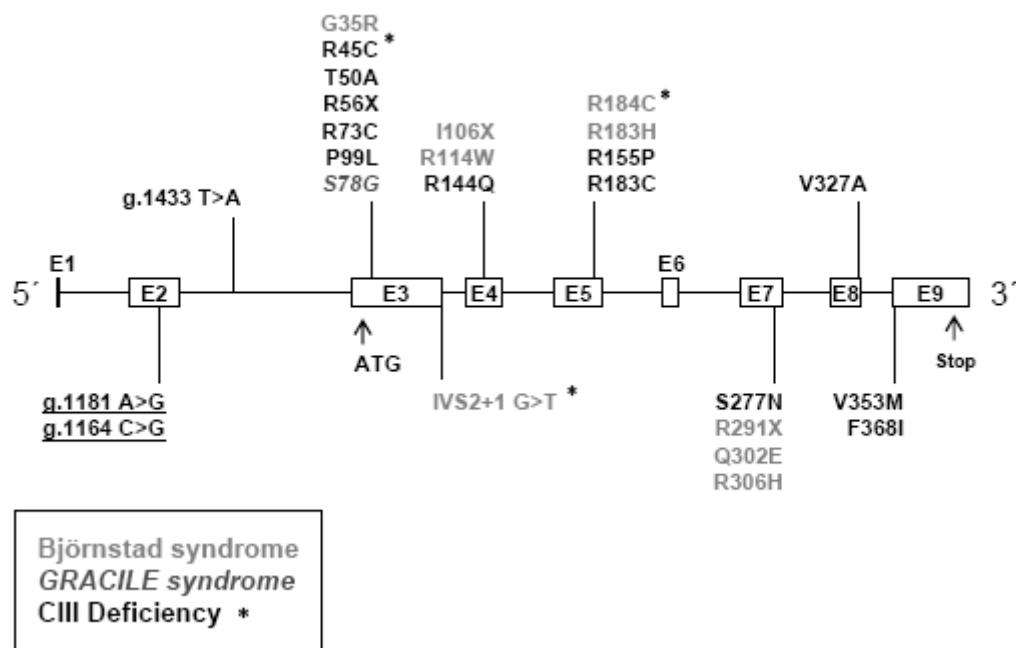 G35R
R45C *
T50A
R56X
R73C
P99L
S78G
I106X
R114W
R144Q
R184C *
R183H
R155P
R183C
V327A
g.1433 T>A
E1
E6
5´
E2
E3
E4
E5
E7
E8
E9
3´
ATG
Stop
g.1181 A>G
g.1164 C>G
IVS2+1 G>T *
S277N
R291X
Q302E
R306H
V353M
F368I
Björnstad syndrome
GRACILE syndrome
CIII Deficiency *